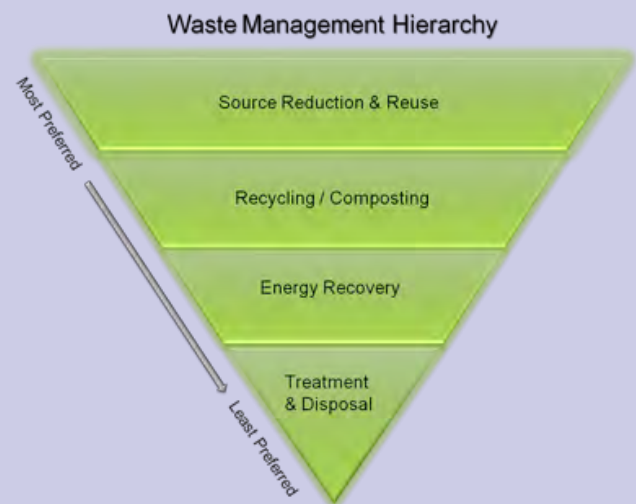 Waste Management Hierarchy
Most Preferred
Source Reduction & Reuse
Recycling / Composting
Energy Recovery
Treatment
& Disposal
Least Preferred